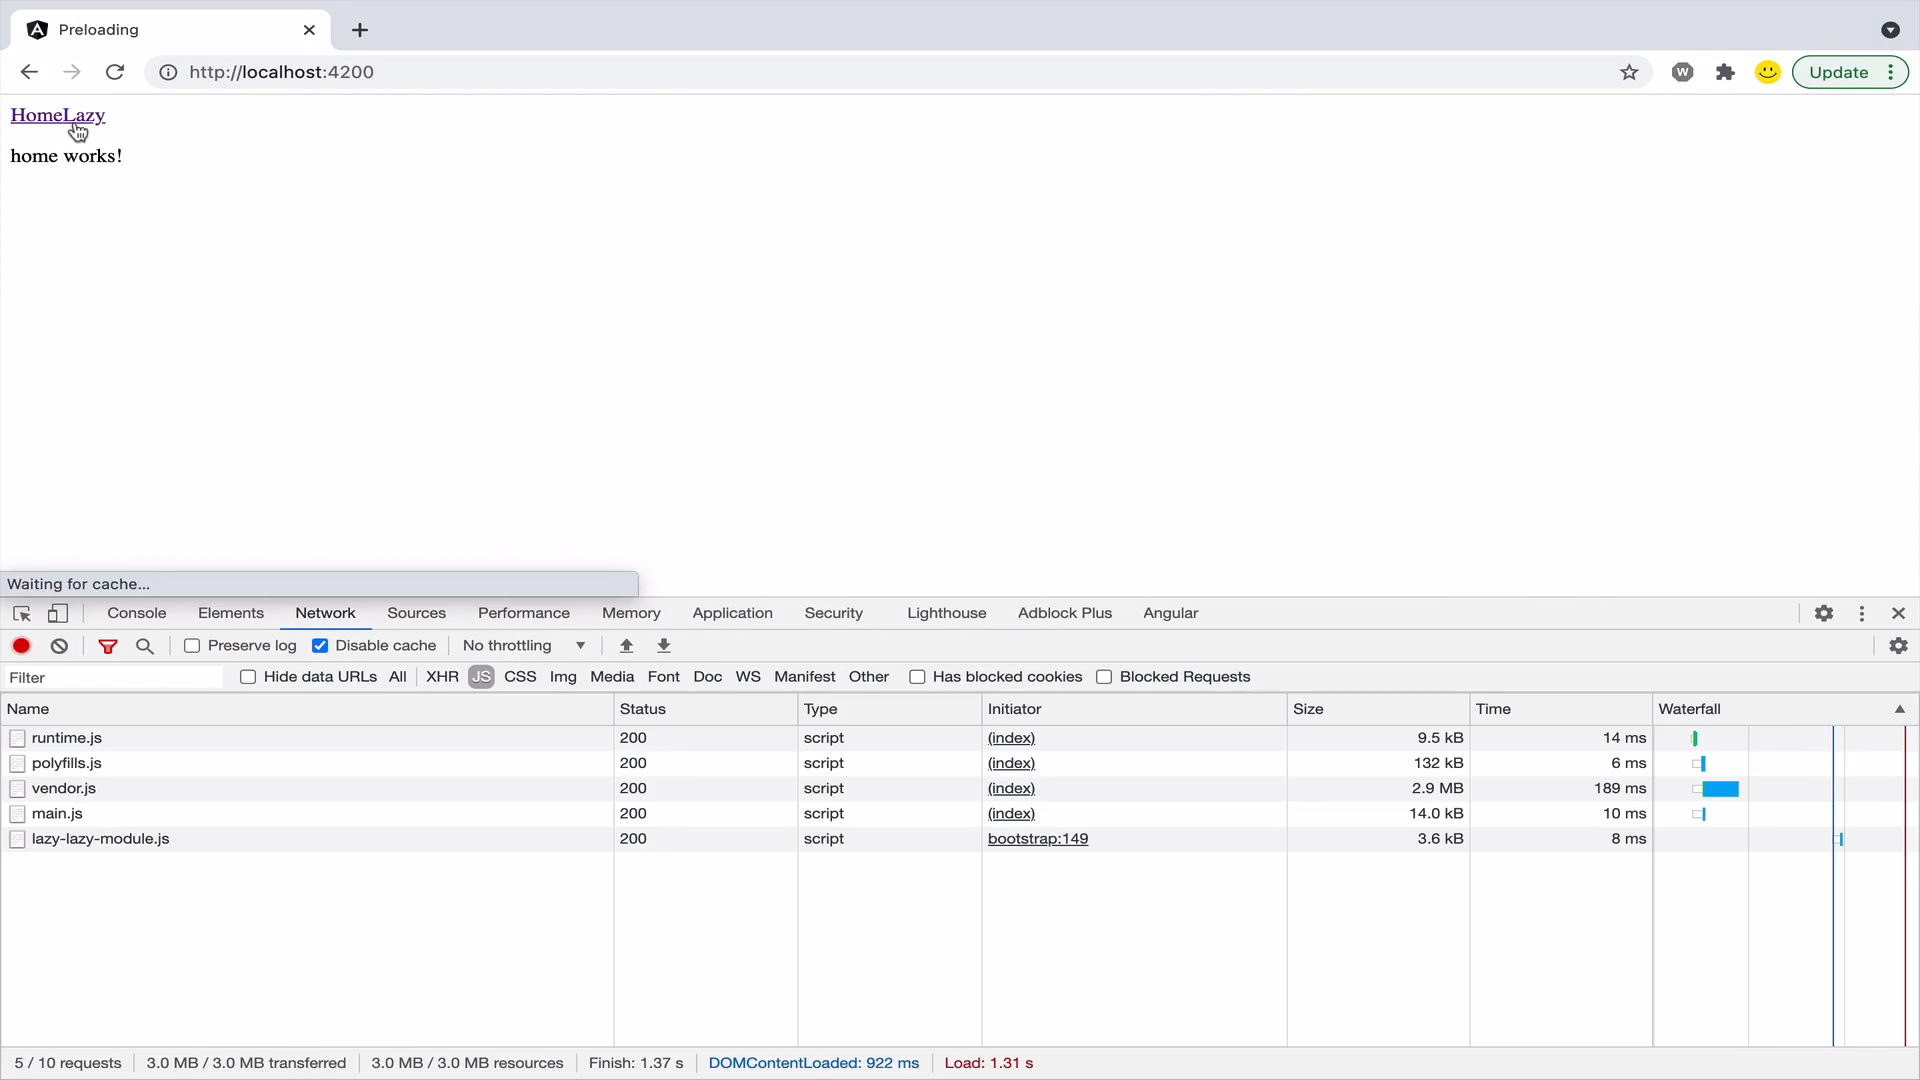 Preloading
http://localhost:4200
W
Update
HomeLazy
home works!
Waiting for cache...
Console Elements Network Sources Performance Memory Application Security Lighthouse Adblock Plus Angular
Preserve log Disable cache No throttling
Filter Hide data URLs All XHR JS CSS Img Media Font Doc WS Manifest Other Has blocked cookies Blocked Requests
Name Status Type Initiator Size Time Waterfall
runtime.js 200 script (index) 9.5 kB 14 ms
polyfills.js 200 script (index) 132 kB 6 ms
vendor.js 200 script (index) 2.9 MB 189 ms
main.js 200 script (index) 14.0 kB 10 ms
lazy-lazy-module.js 200 script bootstrap:149 3.6 kB 8 ms
5 / 10 requests 3.0 MB / 3.0 MB transferred 3.0 MB / 3.0 MB resources Finish: 1.37 s DOMContentLoaded: 922 ms Load: 1.31 s